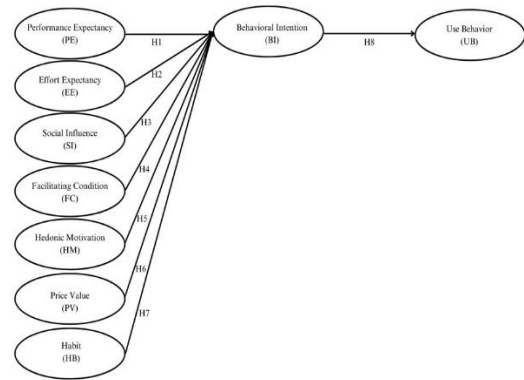 Performance Expectancy
(PE)
H1
Behavioral Intention
(BI)
H8
Use Behavior
(UB)
Effort Expectancy
(EE)
H2
Social Influence
(SI)
H3
Facilitating Condition
(FC)
H4
Hedonic Motivation
(HM)
H5
Price Value
(PV)
H6
Habit
(HB)
H7